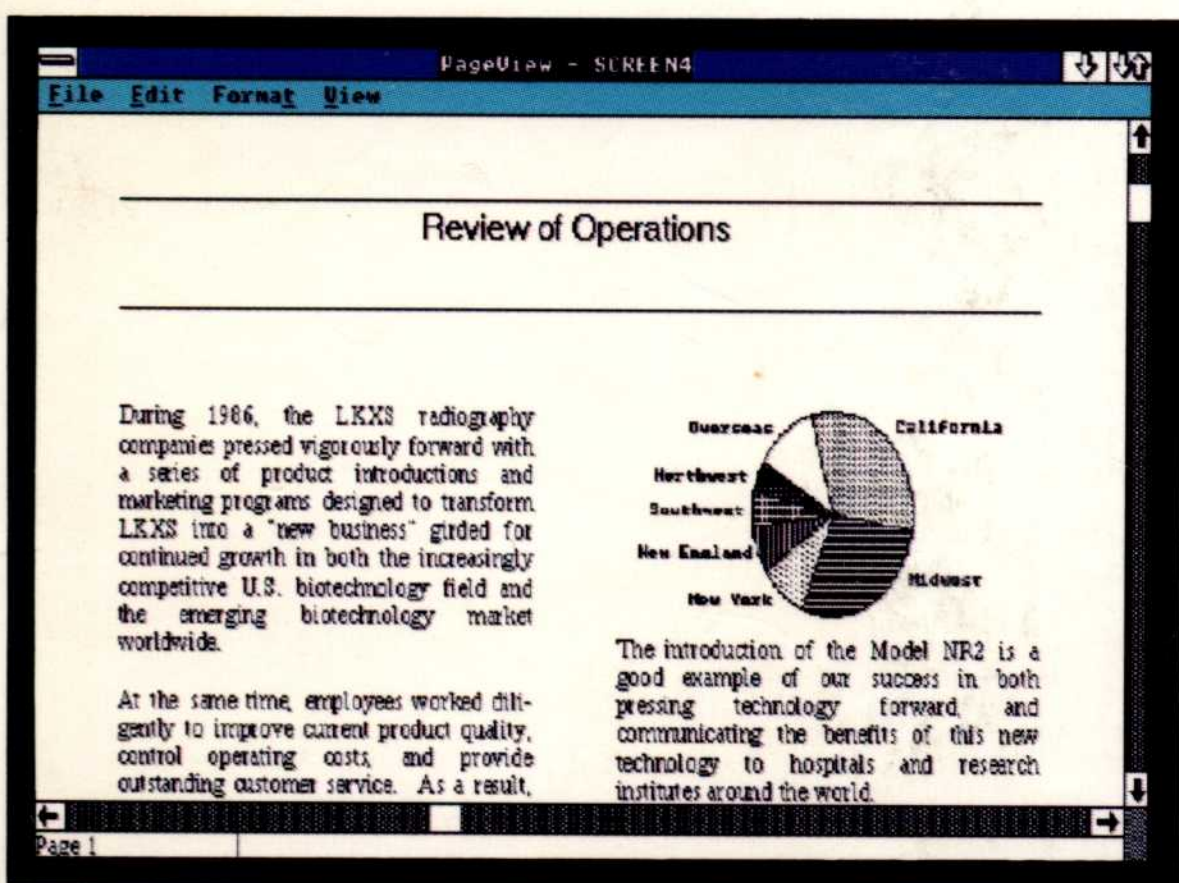 PageView - SCREEN4
File Edit Format View
Review of Operations
During 1986, the LKXS radiography
companies pressed vigorously forward with
a series of product introductions and
marketing programs designed to transform
LKXS into a "new business" girded for
continued growth in both the increasingly
competitive U.S. biotechnology field and
the emerging biotechnology market
worldwide.
At the same time, employees worked dili-
gently to improve current product quality,
control operating costs, and provide
outstanding customer service. As a result,
Overseas
California
Northwest
Southwest
New England
Midwest
New York
The introduction of the Model NR2 is a
good example of our success in both
pressing technology forward, and
communicating the benefits of this new
technology to hospitals and research
institutes around the world.
Page 1